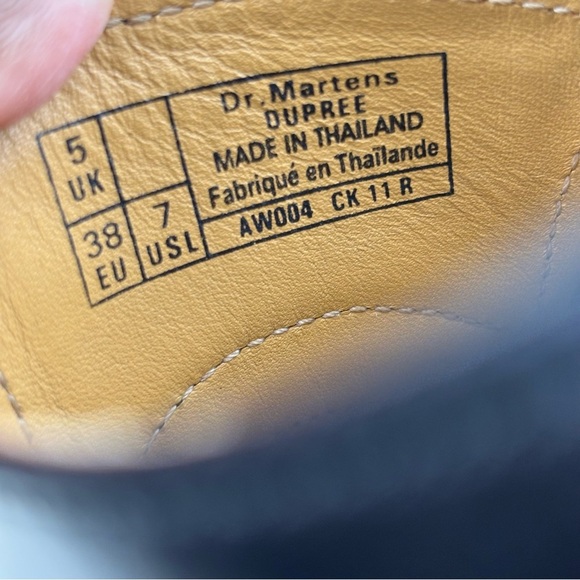 5
UK
38
EU
7
USL
Dr. Martens
DUPREE
MADE IN THAILAND
Fabriqué en Thaïlande
AW004 CK 11 R